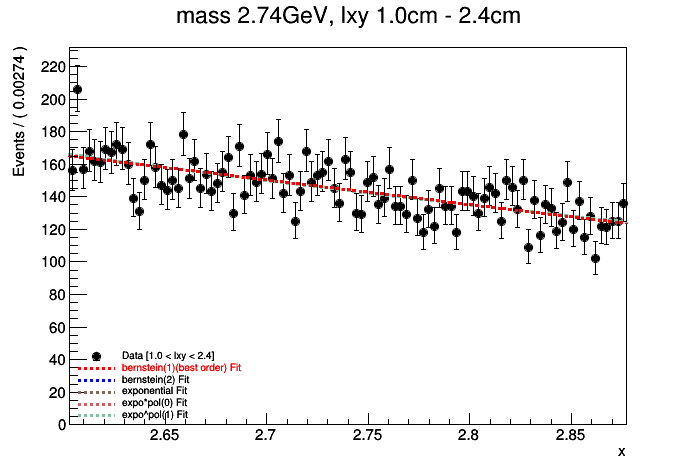 mass 2.74GeV, lxy 1.0cm - 2.4cm
Events / ( 0.00274 )
220
200
180
160
140
120
100
80
60
40
20
0
Data [1.0 < lxy < 2.4]
bernstein(1)(best order) Fit
bernstein(2) Fit
exponential Fit
expo*pol(0) Fit
expo^pol(1) Fit
2.65 2.7 2.75 2.8 2.85
x